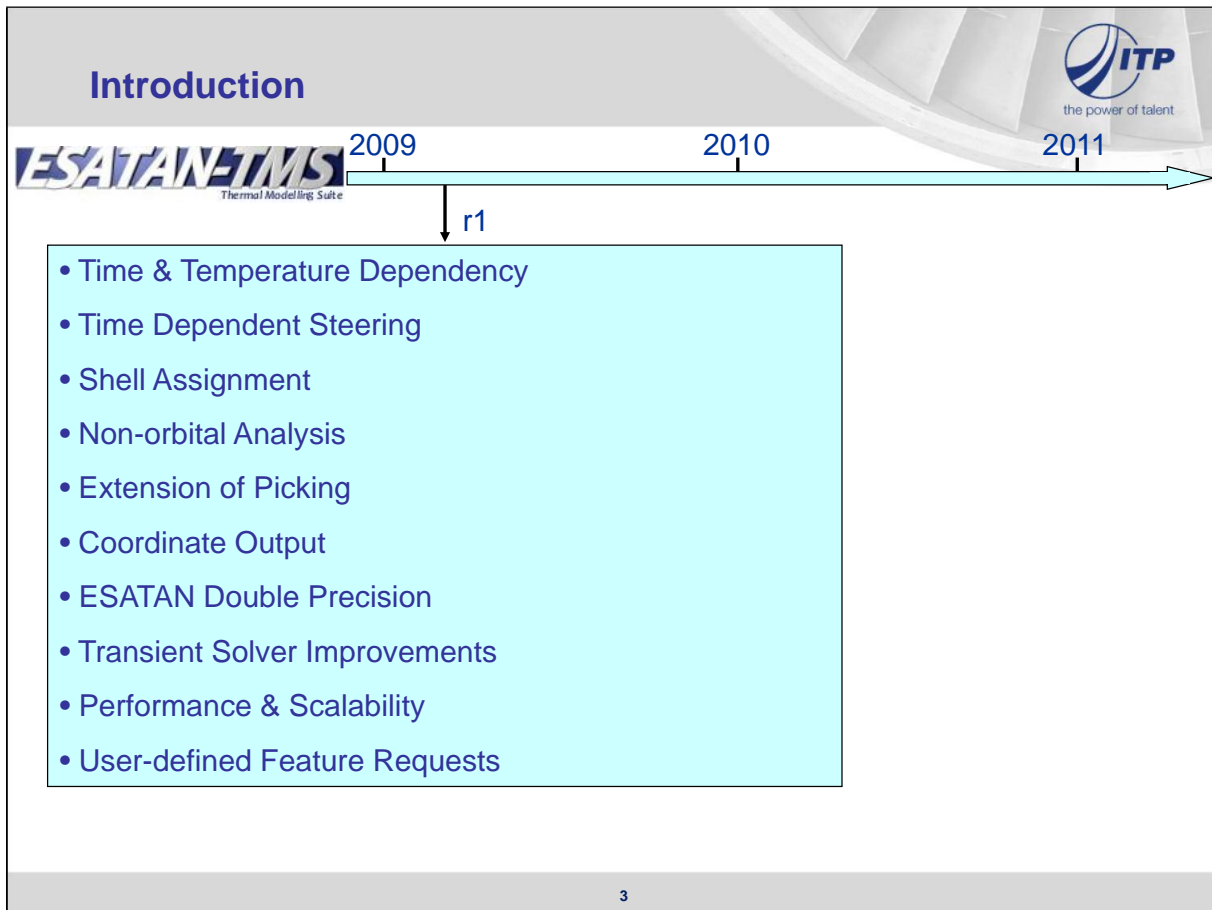 Introduction
ITP
the power of talent
ESATAN-TMS
Thermal Modelling Suite
2009 2010 2011
r1
• Time & Temperature Dependency
• Time Dependent Steering
• Shell Assignment
• Non-orbital Analysis
• Extension of Picking
• Coordinate Output
• ESATAN Double Precision
• Transient Solver Improvements
• Performance & Scalability
• User-defined Feature Requests
3